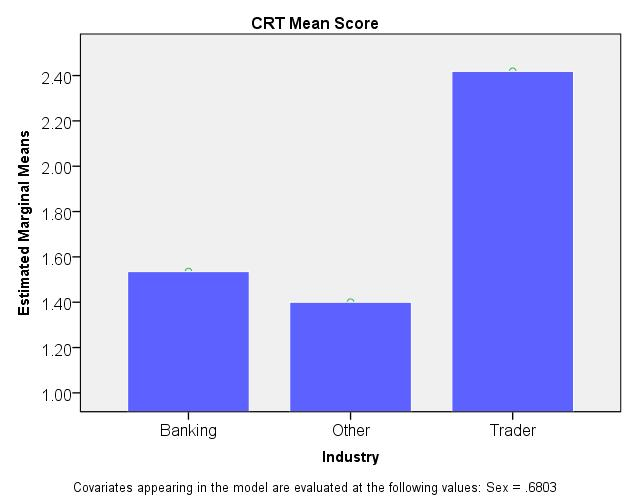 CRT Mean Score
Estimated Marginal Means
2.40
2.20
2.00
1.80
1.60
1.40
1.20
1.00
Banking
Other
Trader
Industry
Covariates appearing in the model are evaluated at the following values: Sex = .6803